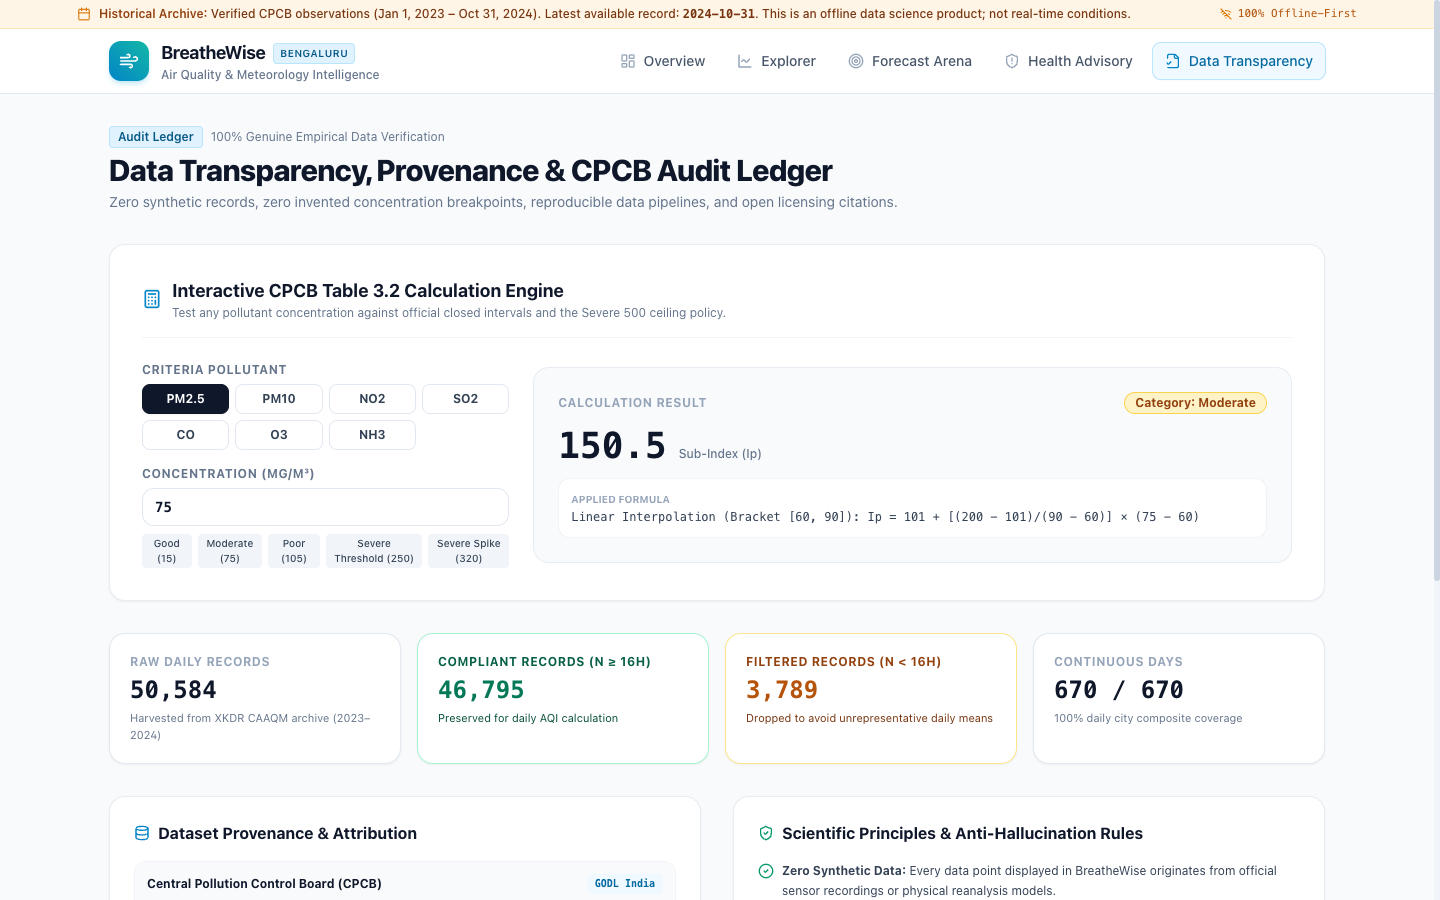 Historical Archive: Verified CPCB observations (Jan 1, 2023 – Oct 31, 2024). Latest available record: 2024-10-31. This is an offline data science product; not real-time conditions.
100% Offline-First
BreatheWise BENGALURU
Air Quality & Meteorology Intelligence
Overview
Explorer
Forecast Arena
Health Advisory
Data Transparency
Audit Ledger 100% Genuine Empirical Data Verification
Data Transparency, Provenance & CPCB Audit Ledger
Zero synthetic records, zero invented concentration breakpoints, reproducible data pipelines, and open licensing citations.
Interactive CPCB Table 3.2 Calculation Engine
Test any pollutant concentration against official closed intervals and the Severe 500 ceiling policy.
CRITERIA POLLUTANT
PM2.5 PM10 NO2 SO2
CO O3 NH3
CONCENTRATION (MG/M³)
75
Good
(15)
Moderate
(75)
Poor
(105)
Severe
Threshold (250)
Severe Spike
(320)
CALCULATION RESULT
Category: Moderate
150.5 Sub-Index (Ip)
APPLIED FORMULA
Linear Interpolation (Bracket [60, 90]): Ip = 101 + [(200 - 101)/(90 - 60)] × (75 - 60)
RAW DAILY RECORDS
50,584
Harvested from XKDR CAAQM archive (2023–
2024)
COMPLIANT RECORDS (N ≥ 16H)
46,795
Preserved for daily AQI calculation
FILTERED RECORDS (N < 16H)
3,789
Dropped to avoid unrepresentative daily means
CONTINUOUS DAYS
670 / 670
100% daily city composite coverage
Dataset Provenance & Attribution
Central Pollution Control Board (CPCB)
GODL India
Scientific Principles & Anti-Hallucination Rules
Zero Synthetic Data: Every data point displayed in BreatheWise originates from official
sensor recordings or physical reanalysis models.